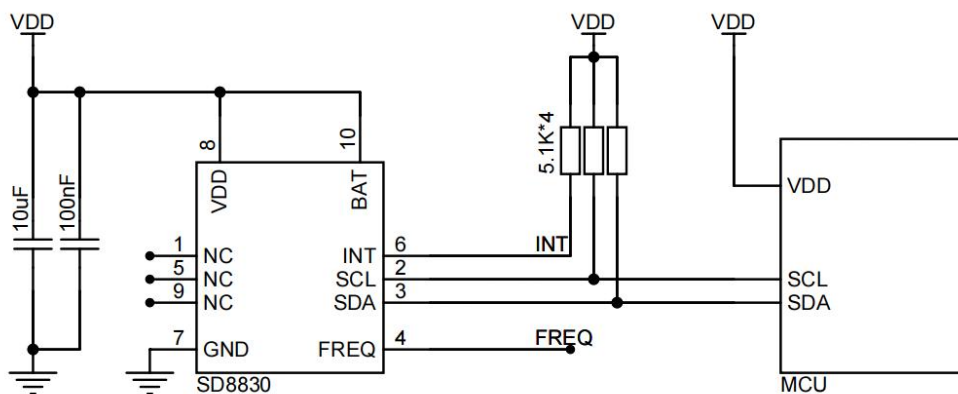 VDD
VDD
VDD
10uF
100nF
8
VDD
10
BAT
5.1K*4
VDD
1
NC
INT
6
INT
5
NC
SCL
2
SCL
9
NC
SDA
3
SDA
7
GND
FREQ
4
FREQ
SD8830
MCU